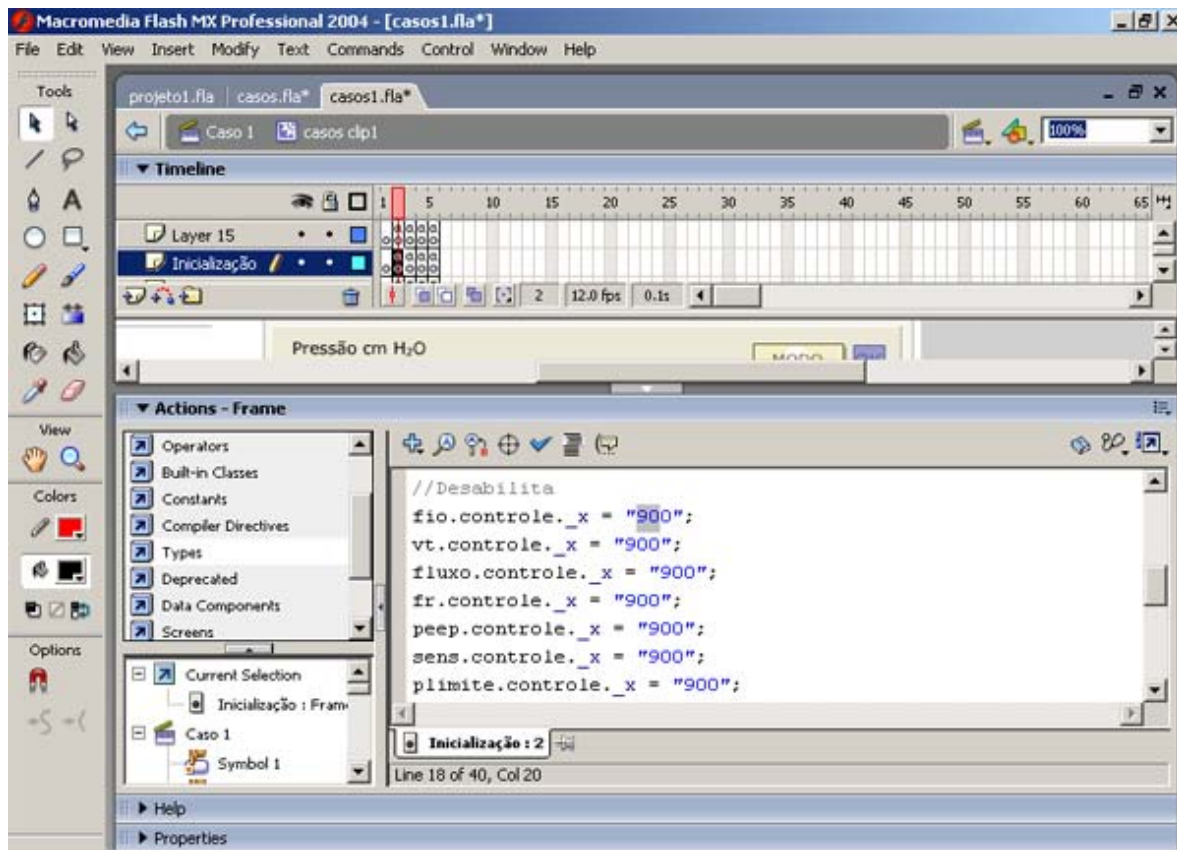 Macromedia Flash MX Professional 2004 - [casos1.fla*]
File Edit View Insert Modify Text Commands Control Window Help
Tools
projeto1.fla casos.fla* casos1.fla*
Caso 1 casos clip1 100%
Timeline
1 5 10 15 20 25 30 35 40 45 50 55 60 65
Layer 15
Inicialização
2 12.0 fps 0.1s
Pressão cm H₂O
MODO
Actions - Frame
View
Colors
Options
Operators
Built-in Classes
Constants
Compiler Directives
Types
Deprecated
Data Components
Screens
Current Selection
Inicialização : Frame
Caso 1
Symbol 1
//Desabilita
fio.controle._x = "900";
vt.controle._x = "900";
fluxo.controle._x = "900";
fr.controle._x = "900";
peep.controle._x = "900";
sens.controle._x = "900";
plimite.controle._x = "900";
Inicialização : 2
Line 18 of 40, Col 20
Help
Properties